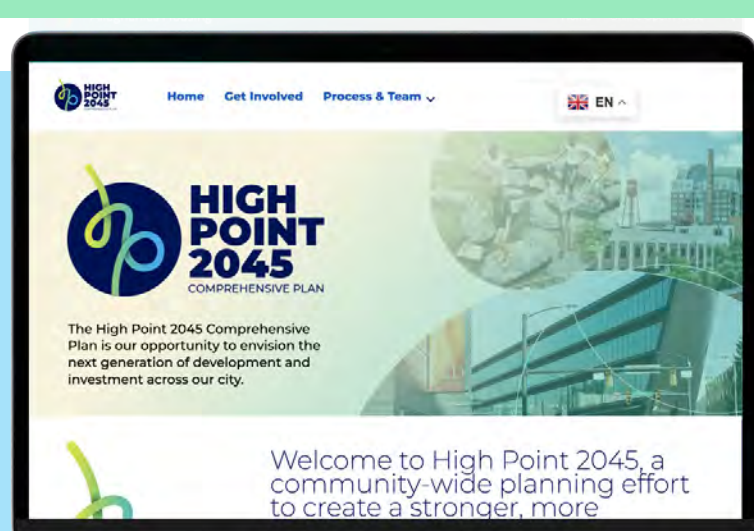 HIGH
POINT
2045
COMPREHENSIVE PLAN
Home Get Involved Process & Team
EN
HIGH
POINT
2045
COMPREHENSIVE PLAN
The High Point 2045 Comprehensive
Plan is our opportunity to envision the
next generation of development and
investment across our city.
Welcome to High Point 2045, a
community-wide planning effort
to create a stronger, more